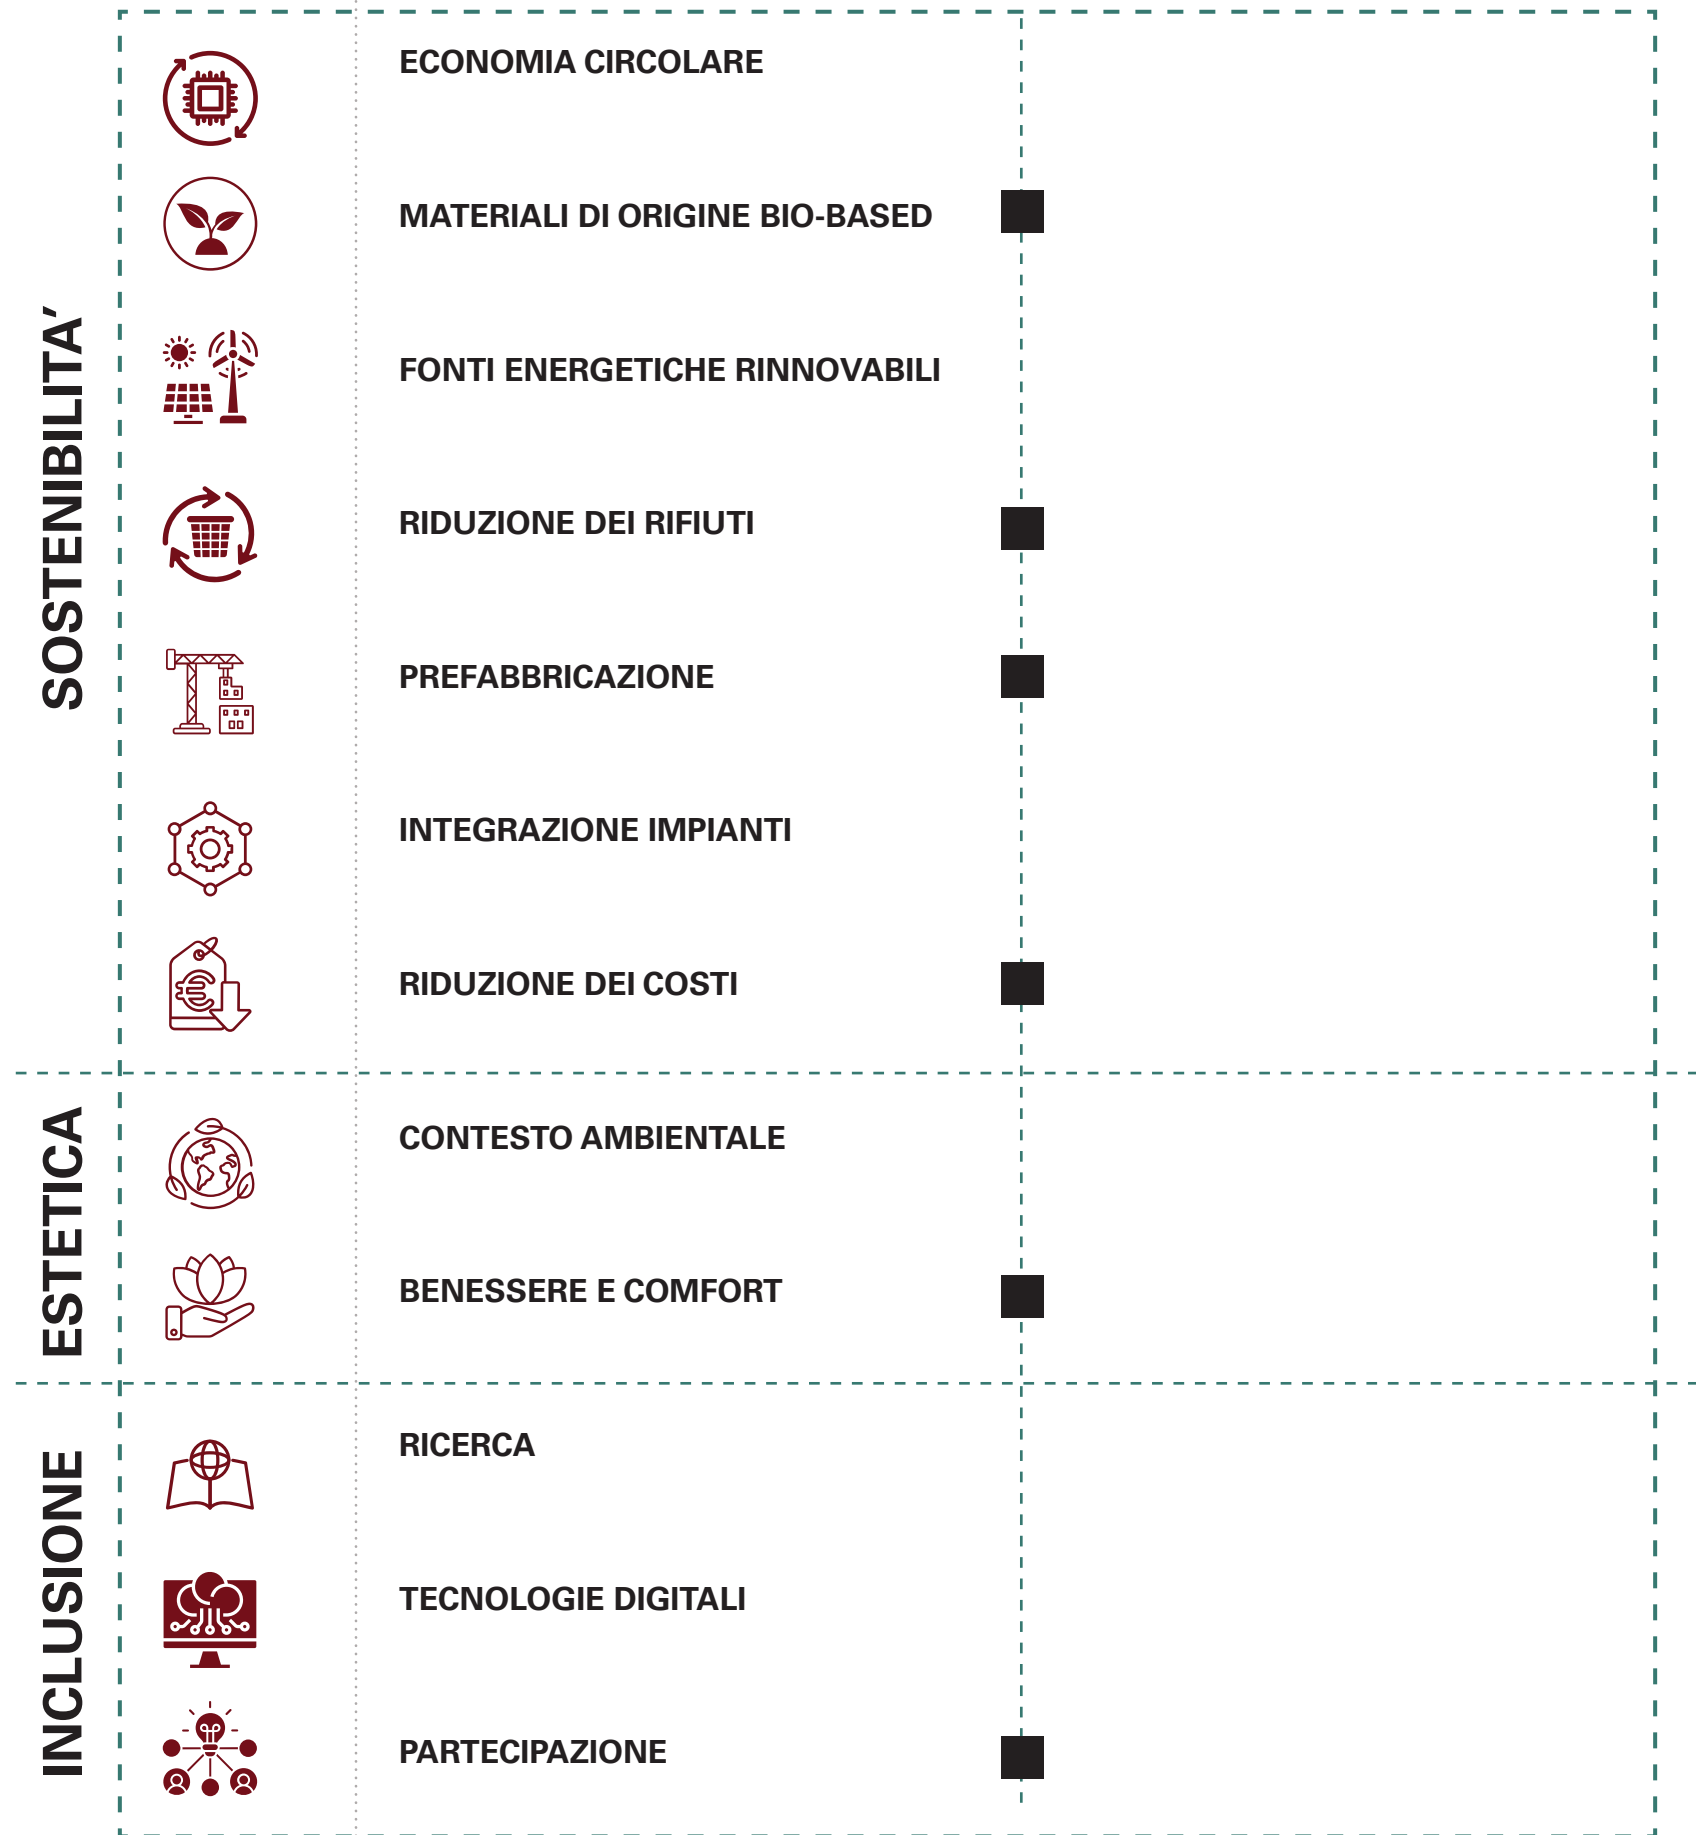 SOSTENIBILITA’
ECONOMIA CIRCOLARE
MATERIALI DI ORIGINE BIO-BASED
FONTI ENERGETICHE RINNOVABILI
RIDUZIONE DEI RIFIUTI
PREFABBRICAZIONE
INTEGRAZIONE IMPIANTI
RIDUZIONE DEI COSTI
ESTETICA
CONTESTO AMBIENTALE
BENESSERE E COMFORT
INCLUSIONE
RICERCA
TECNOLOGIE DIGITALI
PARTECIPAZIONE